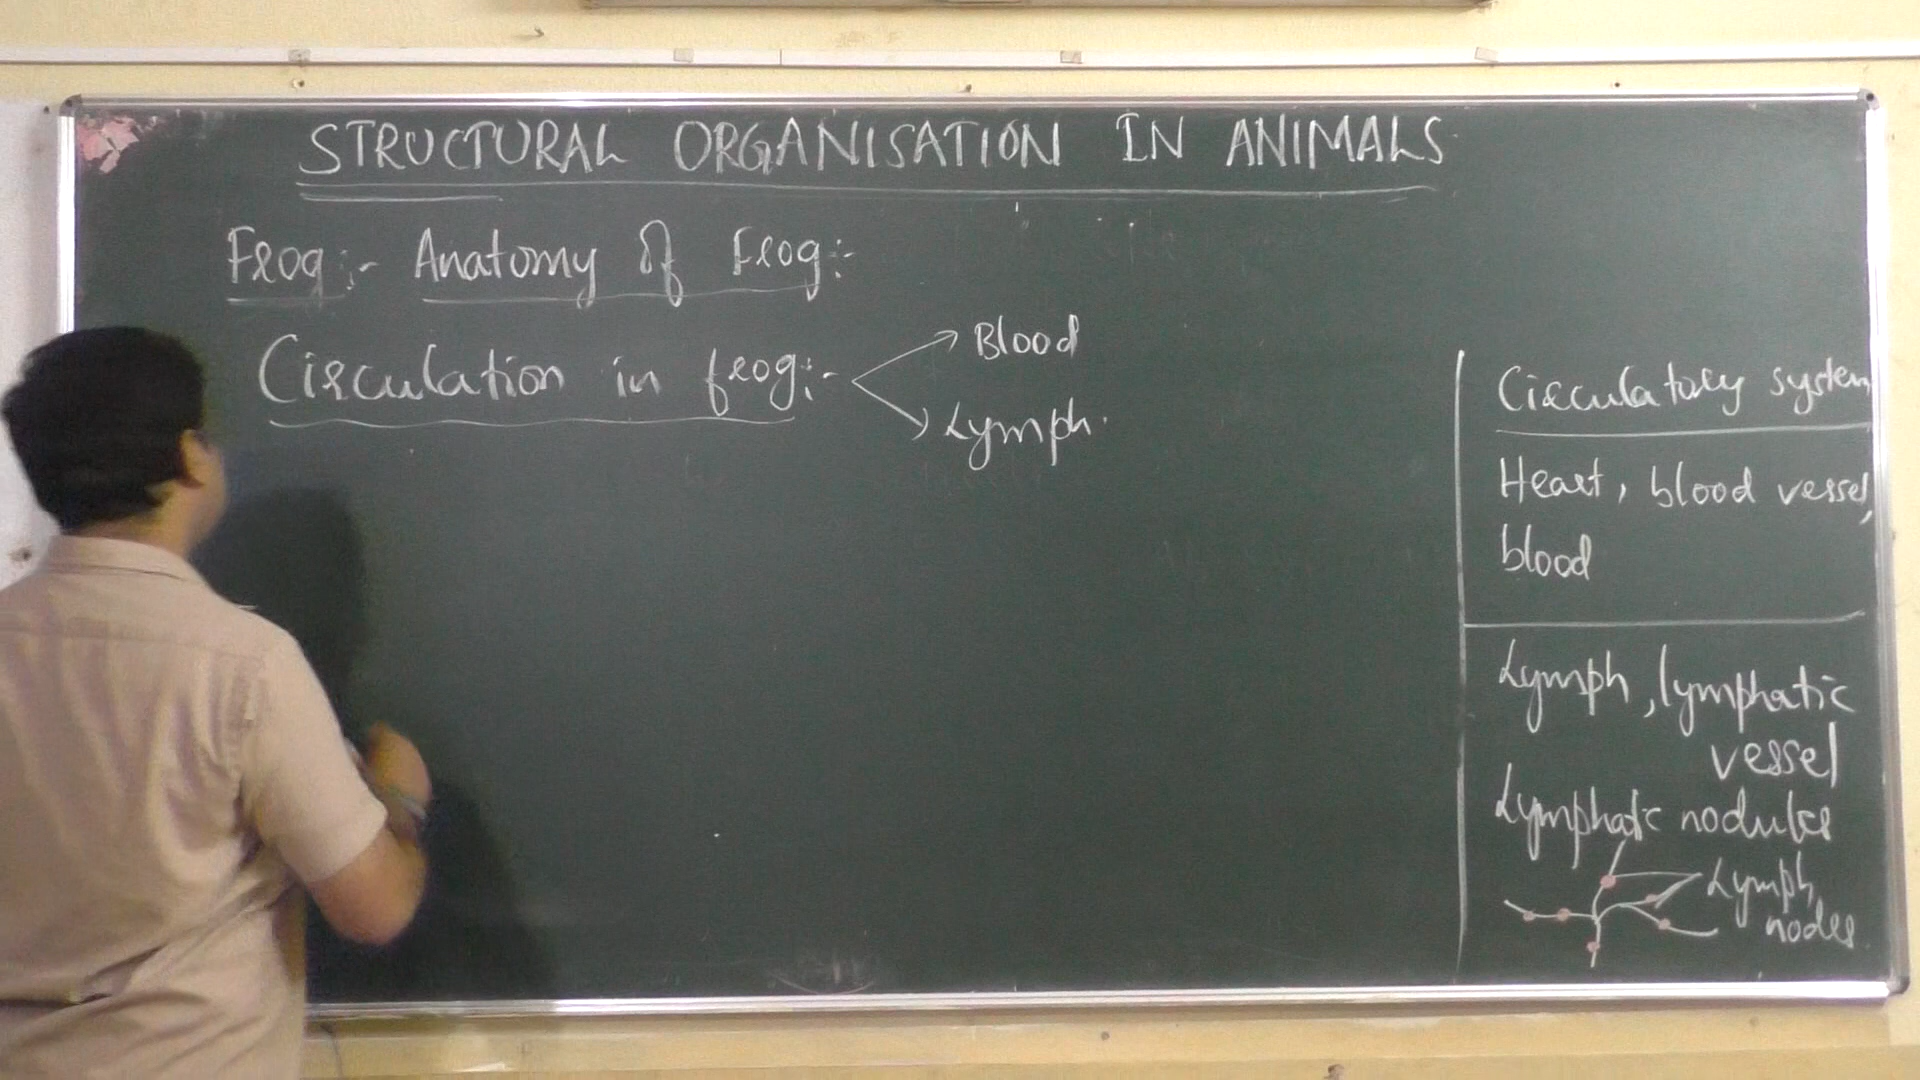 STRUCTURAL ORGANISATION IN ANIMALS
Frog:- Anatomy of Frog:-
Circulation in frog:-
Blood
Lymph.
Circulatory system
Heart, blood vessel,
blood
Lymph, lymphatic
vessel
Lymphatic nodules
Lymph
nodes